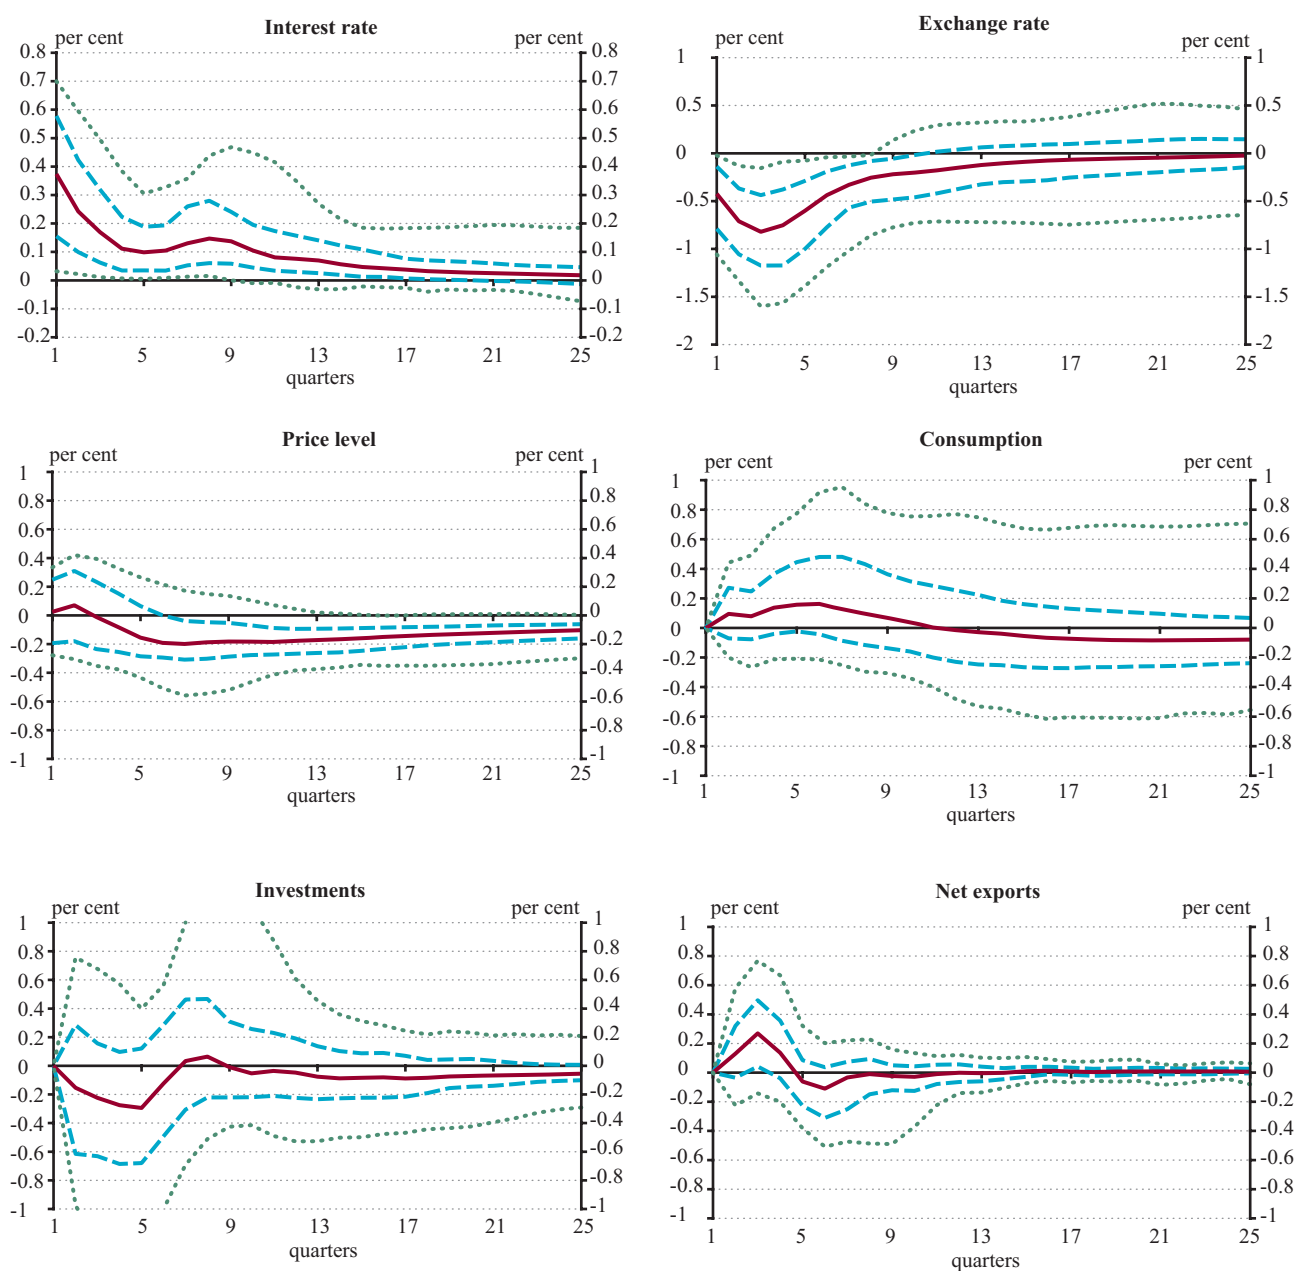 Interest rate
per cent per cent
0.8 0.8
0.7 0.7
0.6 0.6
0.5 0.5
0.4 0.4
0.3 0.3
0.2 0.2
0.1 0.1
0 0
-0.1 -0.1
-0.2 -0.2
1 5 9 13 17 21 25
quarters
Exchange rate
per cent per cent
1 1
0.5 0.5
0 0
-0.5 -0.5
-1 -1
-1.5 -1.5
-2 -2
1 5 9 13 17 21 25
quarters
Price level
per cent per cent
1 1
0.8 0.8
0.6 0.6
0.4 0.4
0.2 0.2
0 0
-0.2 -0.2
-0.4 -0.4
-0.6 -0.6
-0.8 -0.8
-1 -1
1 5 9 13 17 21 25
quarters
Consumption
per cent per cent
1 1
0.8 0.8
0.6 0.6
0.4 0.4
0.2 0.2
0 0
-0.2 -0.2
-0.4 -0.4
-0.6 -0.6
-0.8 -0.8
-1 -1
1 5 9 13 17 21 25
quarters
Investments
per cent per cent
1 1
0.8 0.8
0.6 0.6
0.4 0.4
0.2 0.2
0 0
-0.2 -0.2
-0.4 -0.4
-0.6 -0.6
-0.8 -0.8
-1 -1
1 5 9 13 17 21 25
quarters
Net exports
per cent per cent
1 1
0.8 0.8
0.6 0.6
0.4 0.4
0.2 0.2
0 0
-0.2 -0.2
-0.4 -0.4
-0.6 -0.6
-0.8 -0.8
-1 -1
1 5 9 13 17 21 25
quarters